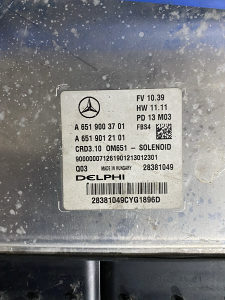 FV 10.39
HW 11.11
A 651 900 37 01 PD 13 M03
A 651 901 21 01 FBS4
CRD3.10 OM651 - SOLENOID
900000071261901213012301
Q03 MADE IN HUNGARY 28381049
DELPHI
28381049CYG1896D